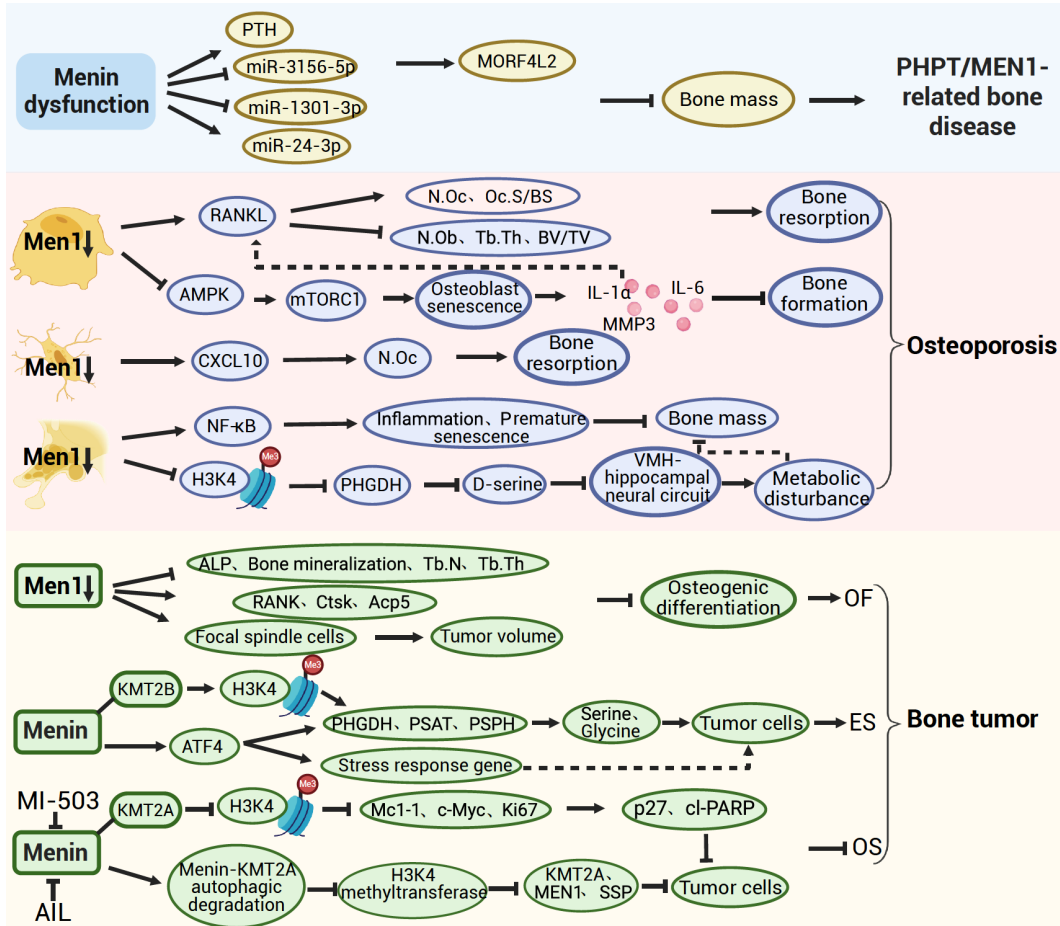 Menin
dysfunction
PTH
miR-3156-5p
miR-1301-3p
miR-24-3p
MORF4L2
Bone mass
PHPT/MEN1-
related bone
disease
Men1
RANKL
N.Oc、Oc.S/BS
N.Ob、Tb.Th、BV/TV
Bone
resorption
AMPK
mTORC1
Osteoblast
senescence
IL-1α
IL-6
MMP3
Bone
formation
Men1
CXCL10
N.Oc
Bone
resorption
Osteoporosis
Men1
NF-κB
Inflammation、Premature
senescence
Bone mass
H3K4
Me3
PHGDH
D-serine
VMH-
hippocampal
neural circuit
Metabolic
disturbance
Men1
ALP、Bone mineralization、Tb.N、Tb.Th
RANK、Ctsk、Acp5
Focal spindle cells
Tumor volume
Osteogenic
differentiation
OF
Menin
KMT2B
H3K4
Me3
ATF4
PHGDH、PSAT、PSPH
Stress response gene
Serine、
Glycine
Tumor cells
ES
Bone tumor
MI-503
Menin
AIL
KMT2A
H3K4
Me3
Mc1-1、c-Myc、Ki67
p27、cl-PARP
OS
Menin-KMT2A
autophagic
degradation
H3K4
methyltransferase
KMT2A、
MEN1、SSP
Tumor cells